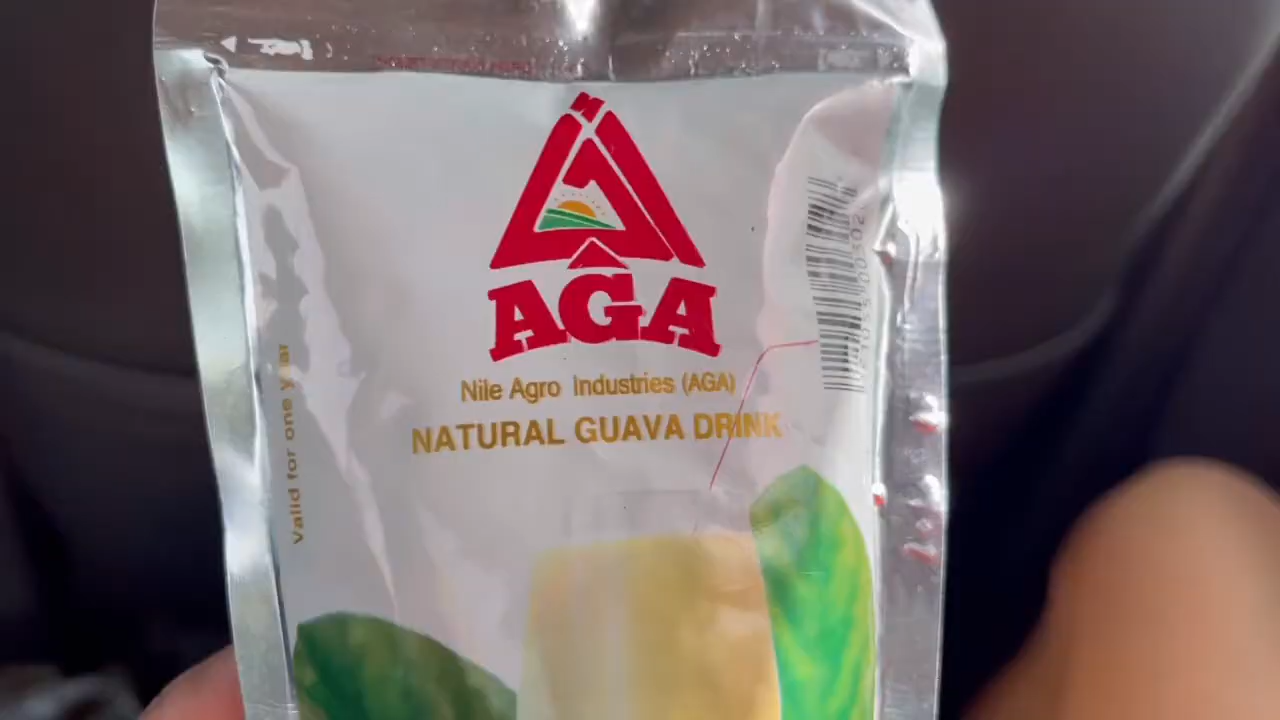 AGA
Nile Agro Industries (AGA)
NATURAL GUAVA DRINK
Valid for one year